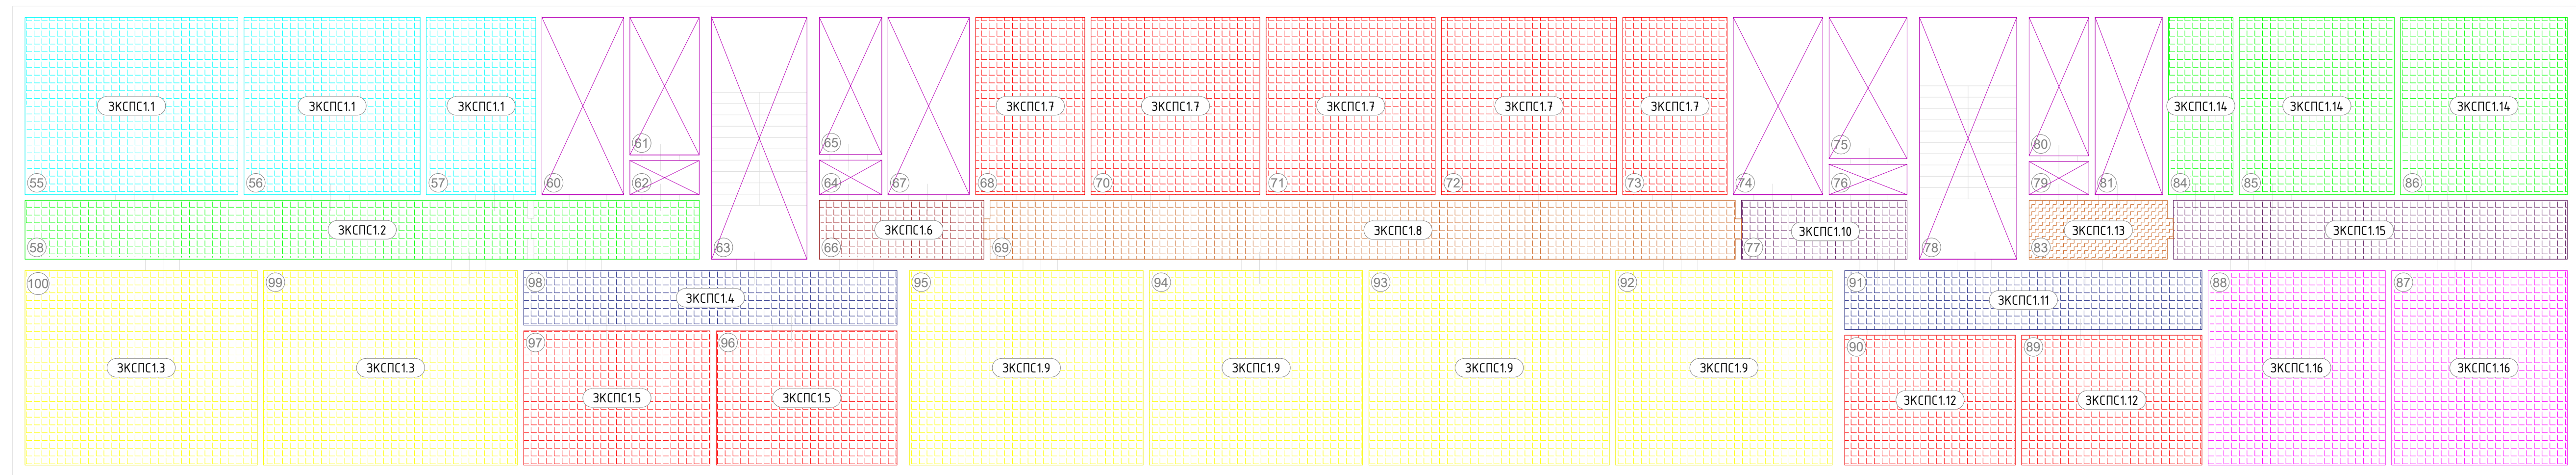 ЗКСПС1.1 ЗКСПС1.1 ЗКСПС1.1 ЗКСПС1.7 ЗКСПС1.7 ЗКСПС1.7 ЗКСПС1.7 ЗКСПС1.7 ЗКСПС1.14 ЗКСПС1.14 ЗКСПС1.14
61 65 75 80
55 56 57 60 62 64 67 68 70 71 72 73 74 76 79 81 84 85 86
ЗКСПС1.2 ЗКСПС1.6 ЗКСПС1.8 ЗКСПС1.10 ЗКСПС1.13 ЗКСПС1.15
58 63 66 69 77 78 83
100 99 98 95 94 93 92 91 88 87
ЗКСПС1.4 ЗКСПС1.11
97 96 90 89
ЗКСПС1.3 ЗКСПС1.3 ЗКСПС1.9 ЗКСПС1.9 ЗКСПС1.9 ЗКСПС1.9 ЗКСПС1.16 ЗКСПС1.16
ЗКСПС1.5 ЗКСПС1.5 ЗКСПС1.12 ЗКСПС1.12